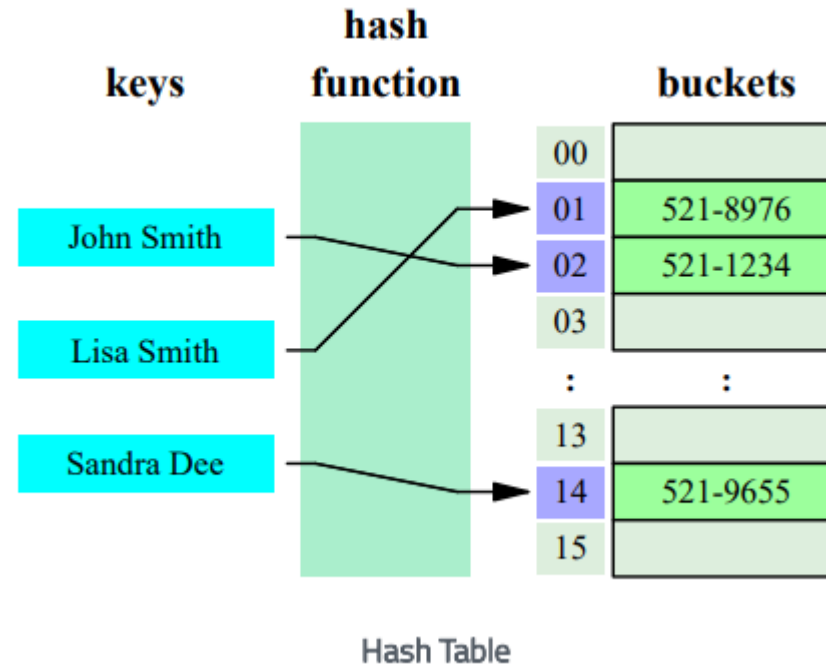 hash
keys function buckets
00
01 521-8976
John Smith
02 521-1234
Lisa Smith
03
: :
13
Sandra Dee
14 521-9655
15
Hash Table